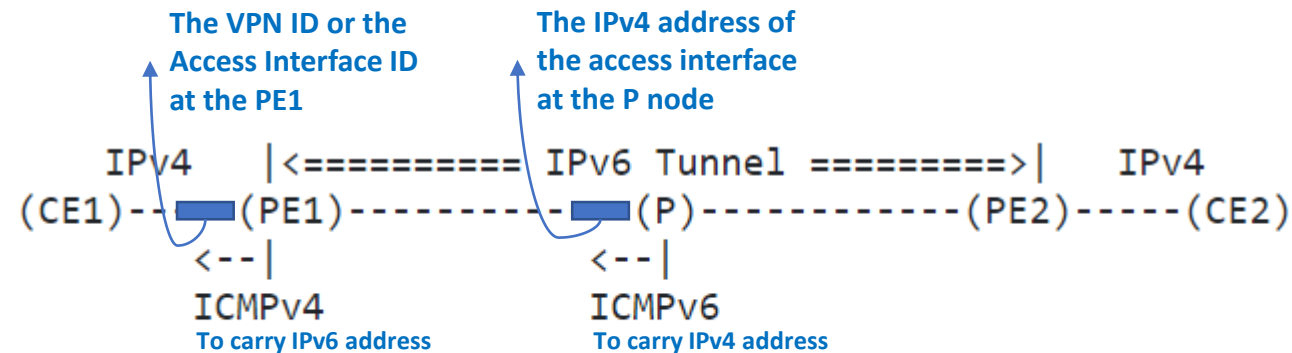 The VPN ID or the
Access Interface ID
at the PE1
The IPv4 address of
the access interface
at the P node
IPv4 |<========== IPv6 Tunnel =========>| IPv4
(CE1)-- (PE1)---------- (P)------------(PE2)-----(CE2)
<--| <--|
ICMPv4 ICMPv6
To carry IPv6 address To carry IPv4 address